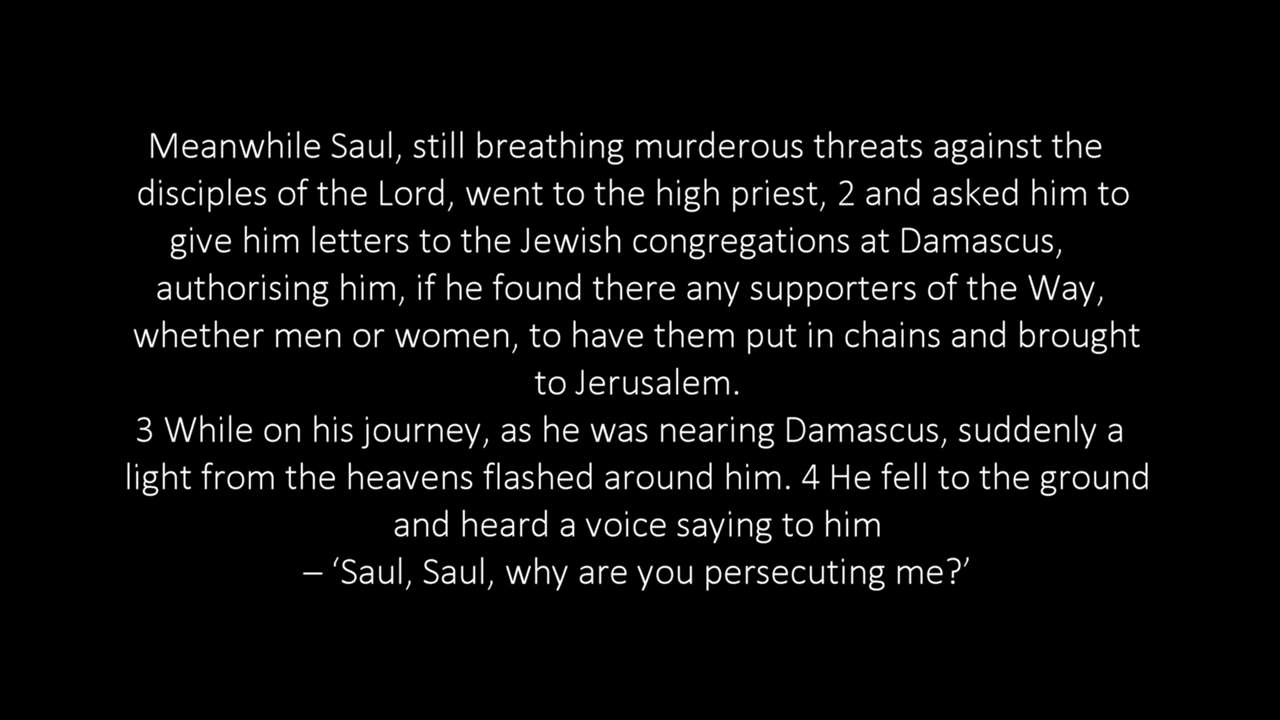 Meanwhile Saul, still breathing murderous threats against the
disciples of the Lord, went to the high priest, 2 and asked him to
give him letters to the Jewish congregations at Damascus,
authorising him, if he found there any supporters of the Way,
whether men or women, to have them put in chains and brought
to Jerusalem.
3 While on his journey, as he was nearing Damascus, suddenly a
light from the heavens flashed around him. 4 He fell to the ground
and heard a voice saying to him
– ‘Saul, Saul, why are you persecuting me?’